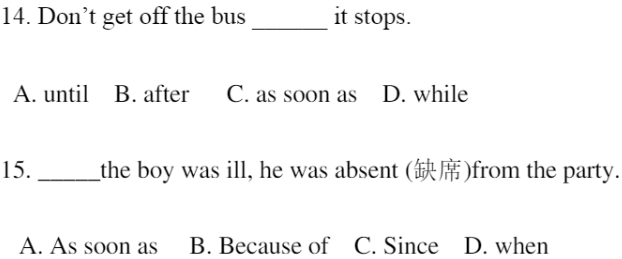 14. Don’t get off the bus ______ it stops.
A. until B. after C. as soon as D. while
15. _____the boy was ill, he was absent (缺席)from the party.
A. As soon as B. Because of C. Since D. when